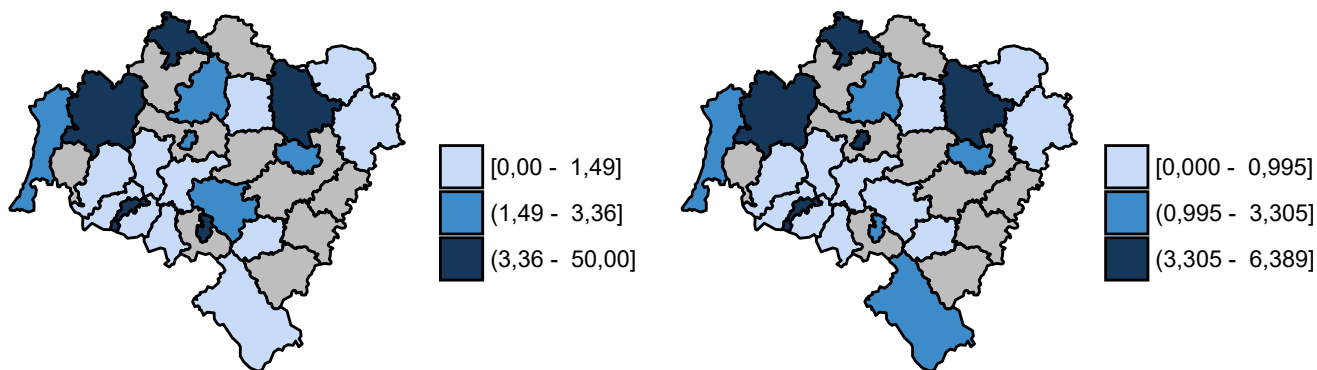 [0,00 - 1,49]
(1,49 - 3,36]
(3,36 - 50,00]
[0,000 - 0,995]
(0,995 - 3,305]
(3,305 - 6,389]